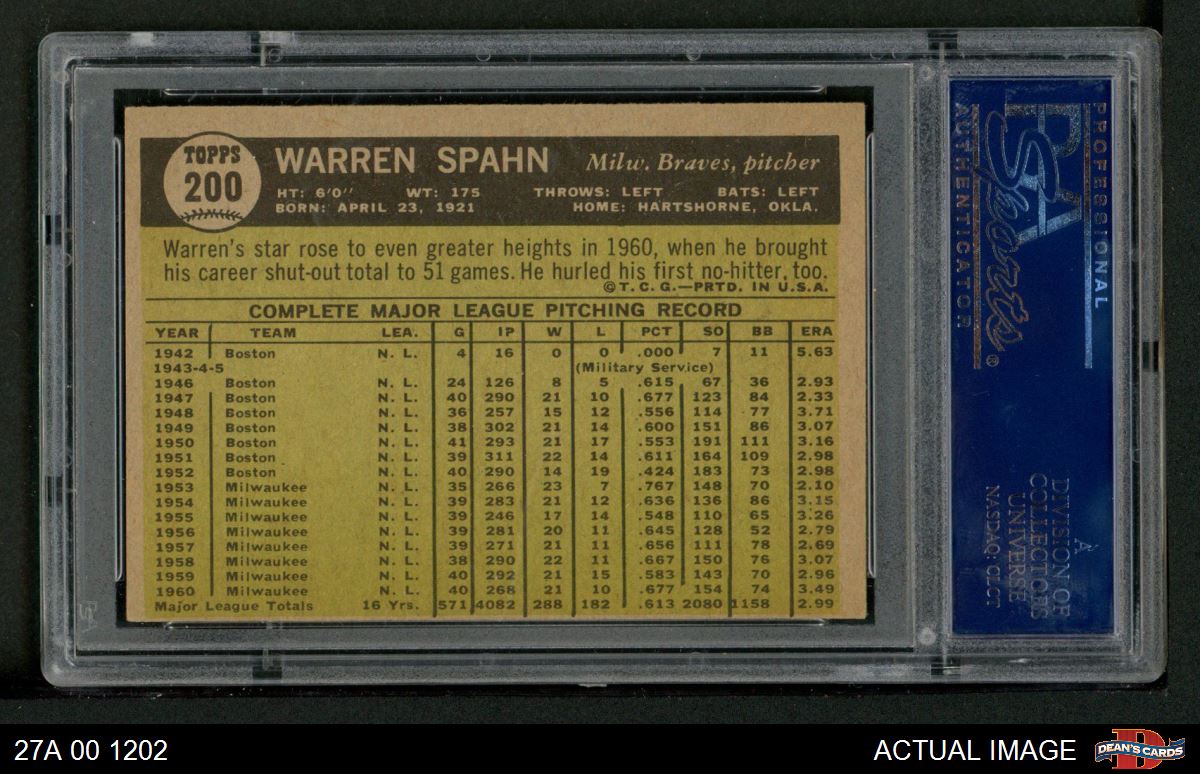 TOPPS
200
WARREN SPAHN Milw. Braves, pitcher
HT: 6'0" WT: 175 THROWS: LEFT BATS: LEFT
BORN: APRIL 23, 1921 HOME: HARTSHORNE, OKLA.
Warren's star rose to even greater heights in 1960, when he brought
his career shut-out total to 51 games. He hurled his first no-hitter, too.
©T.C.G.—PRTD. IN U.S.A.
COMPLETE MAJOR LEAGUE PITCHING RECORD
YEAR TEAM LEA. G IP W L PCT SO BB ERA
1942 Boston N. L. 4 16 0 0 .000 7 11 5.63
1943-4-5 (Military Service)
1946 Boston N. L. 24 126 8 5 .615 67 36 2.93
1947 Boston N. L. 40 290 21 10 .677 123 84 2.33
1948 Boston N. L. 36 257 15 12 .556 114 77 3.71
1949 Boston N. L. 38 302 21 14 .600 151 86 3.07
1950 Boston N. L. 41 293 21 17 .553 191 111 3.16
1951 Boston N. L. 39 311 22 14 .611 164 109 2.98
1952 Boston N. L. 40 290 14 19 .424 183 73 2.98
1953 Milwaukee N. L. 35 266 23 7 .767 148 70 2.10
1954 Milwaukee N. L. 39 283 21 12 .636 136 86 3.15
1955 Milwaukee N. L. 39 246 17 14 .548 110 65 3.26
1956 Milwaukee N. L. 39 281 20 11 .645 128 52 2.79
1957 Milwaukee N. L. 39 271 21 11 .656 111 78 2.69
1958 Milwaukee N. L. 38 290 22 11 .667 150 76 3.07
1959 Milwaukee N. L. 40 292 21 15 .583 143 70 2.96
1960 Milwaukee N. L. 40 268 21 10 .677 154 74 3.49
Major League Totals 16 Yrs. 571 4082 288 182 .613 2080 1158 2.99
PROFESSIONAL
PSA
Sports®
AUTHENTICATOR
A
DIVISION OF
COLLECTORS
UNIVERSE
NASDAQ: CLCT
27A 00 1202
ACTUAL IMAGE
D
DEAN'S CARDS